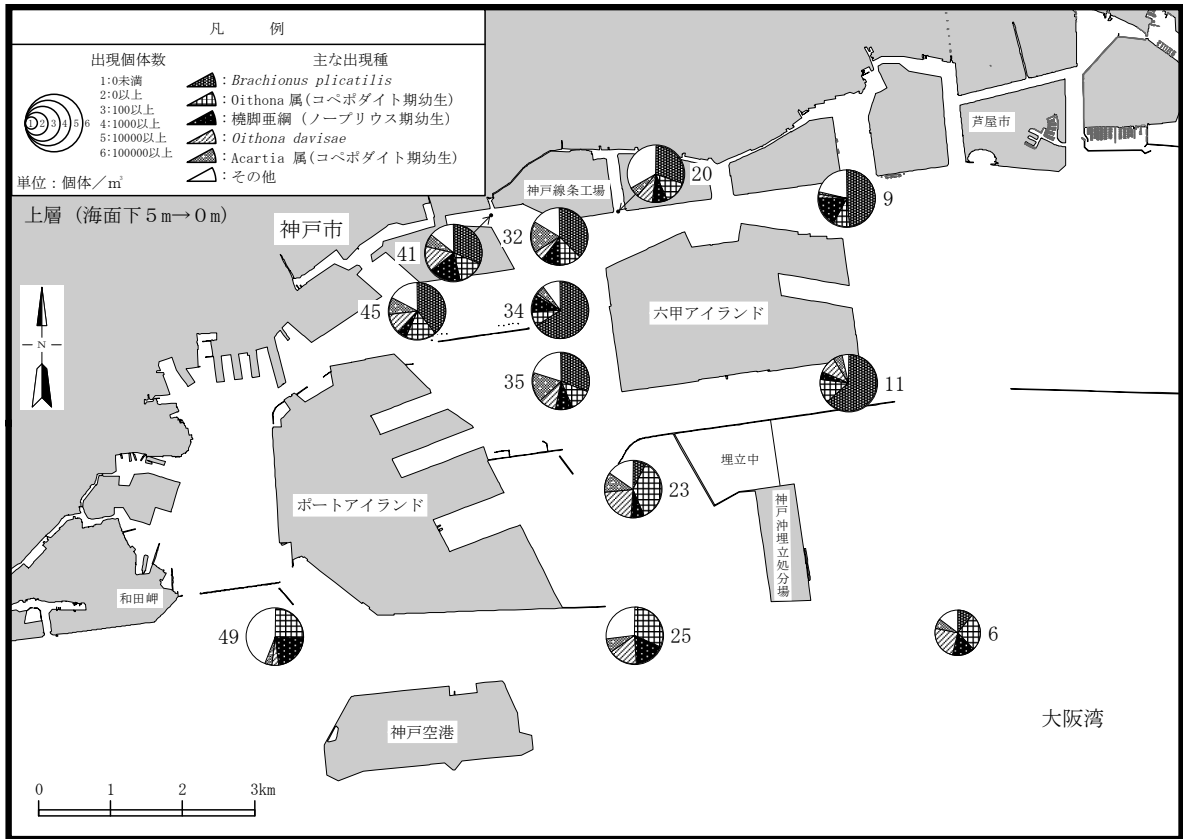 凡 例
出現個体数
主な出現種
1:0未満
2:0以上
3:100以上
4:1000以上
5:10000以上
6:100000以上
1 2 3 4 5 6
:Brachionus plicatilis
:Oithona 属(コペポダイト期幼生)
:橈脚亜綱 (ノープリウス期幼生)
:Oithona davisae
:Acartia 属(コペポダイト期幼生)
:その他
単位:個体/㎥
上層 (海面下5m→0m)
芦屋市
神戸線条工場
20
9
神戸市
32
41
45
34
六甲アイランド
N
35
11
埋立中
23
ポートアイランド
神戸沖埋立処分場
和田岬
49
25
6
大阪湾
神戸空港
0 1 2 3km